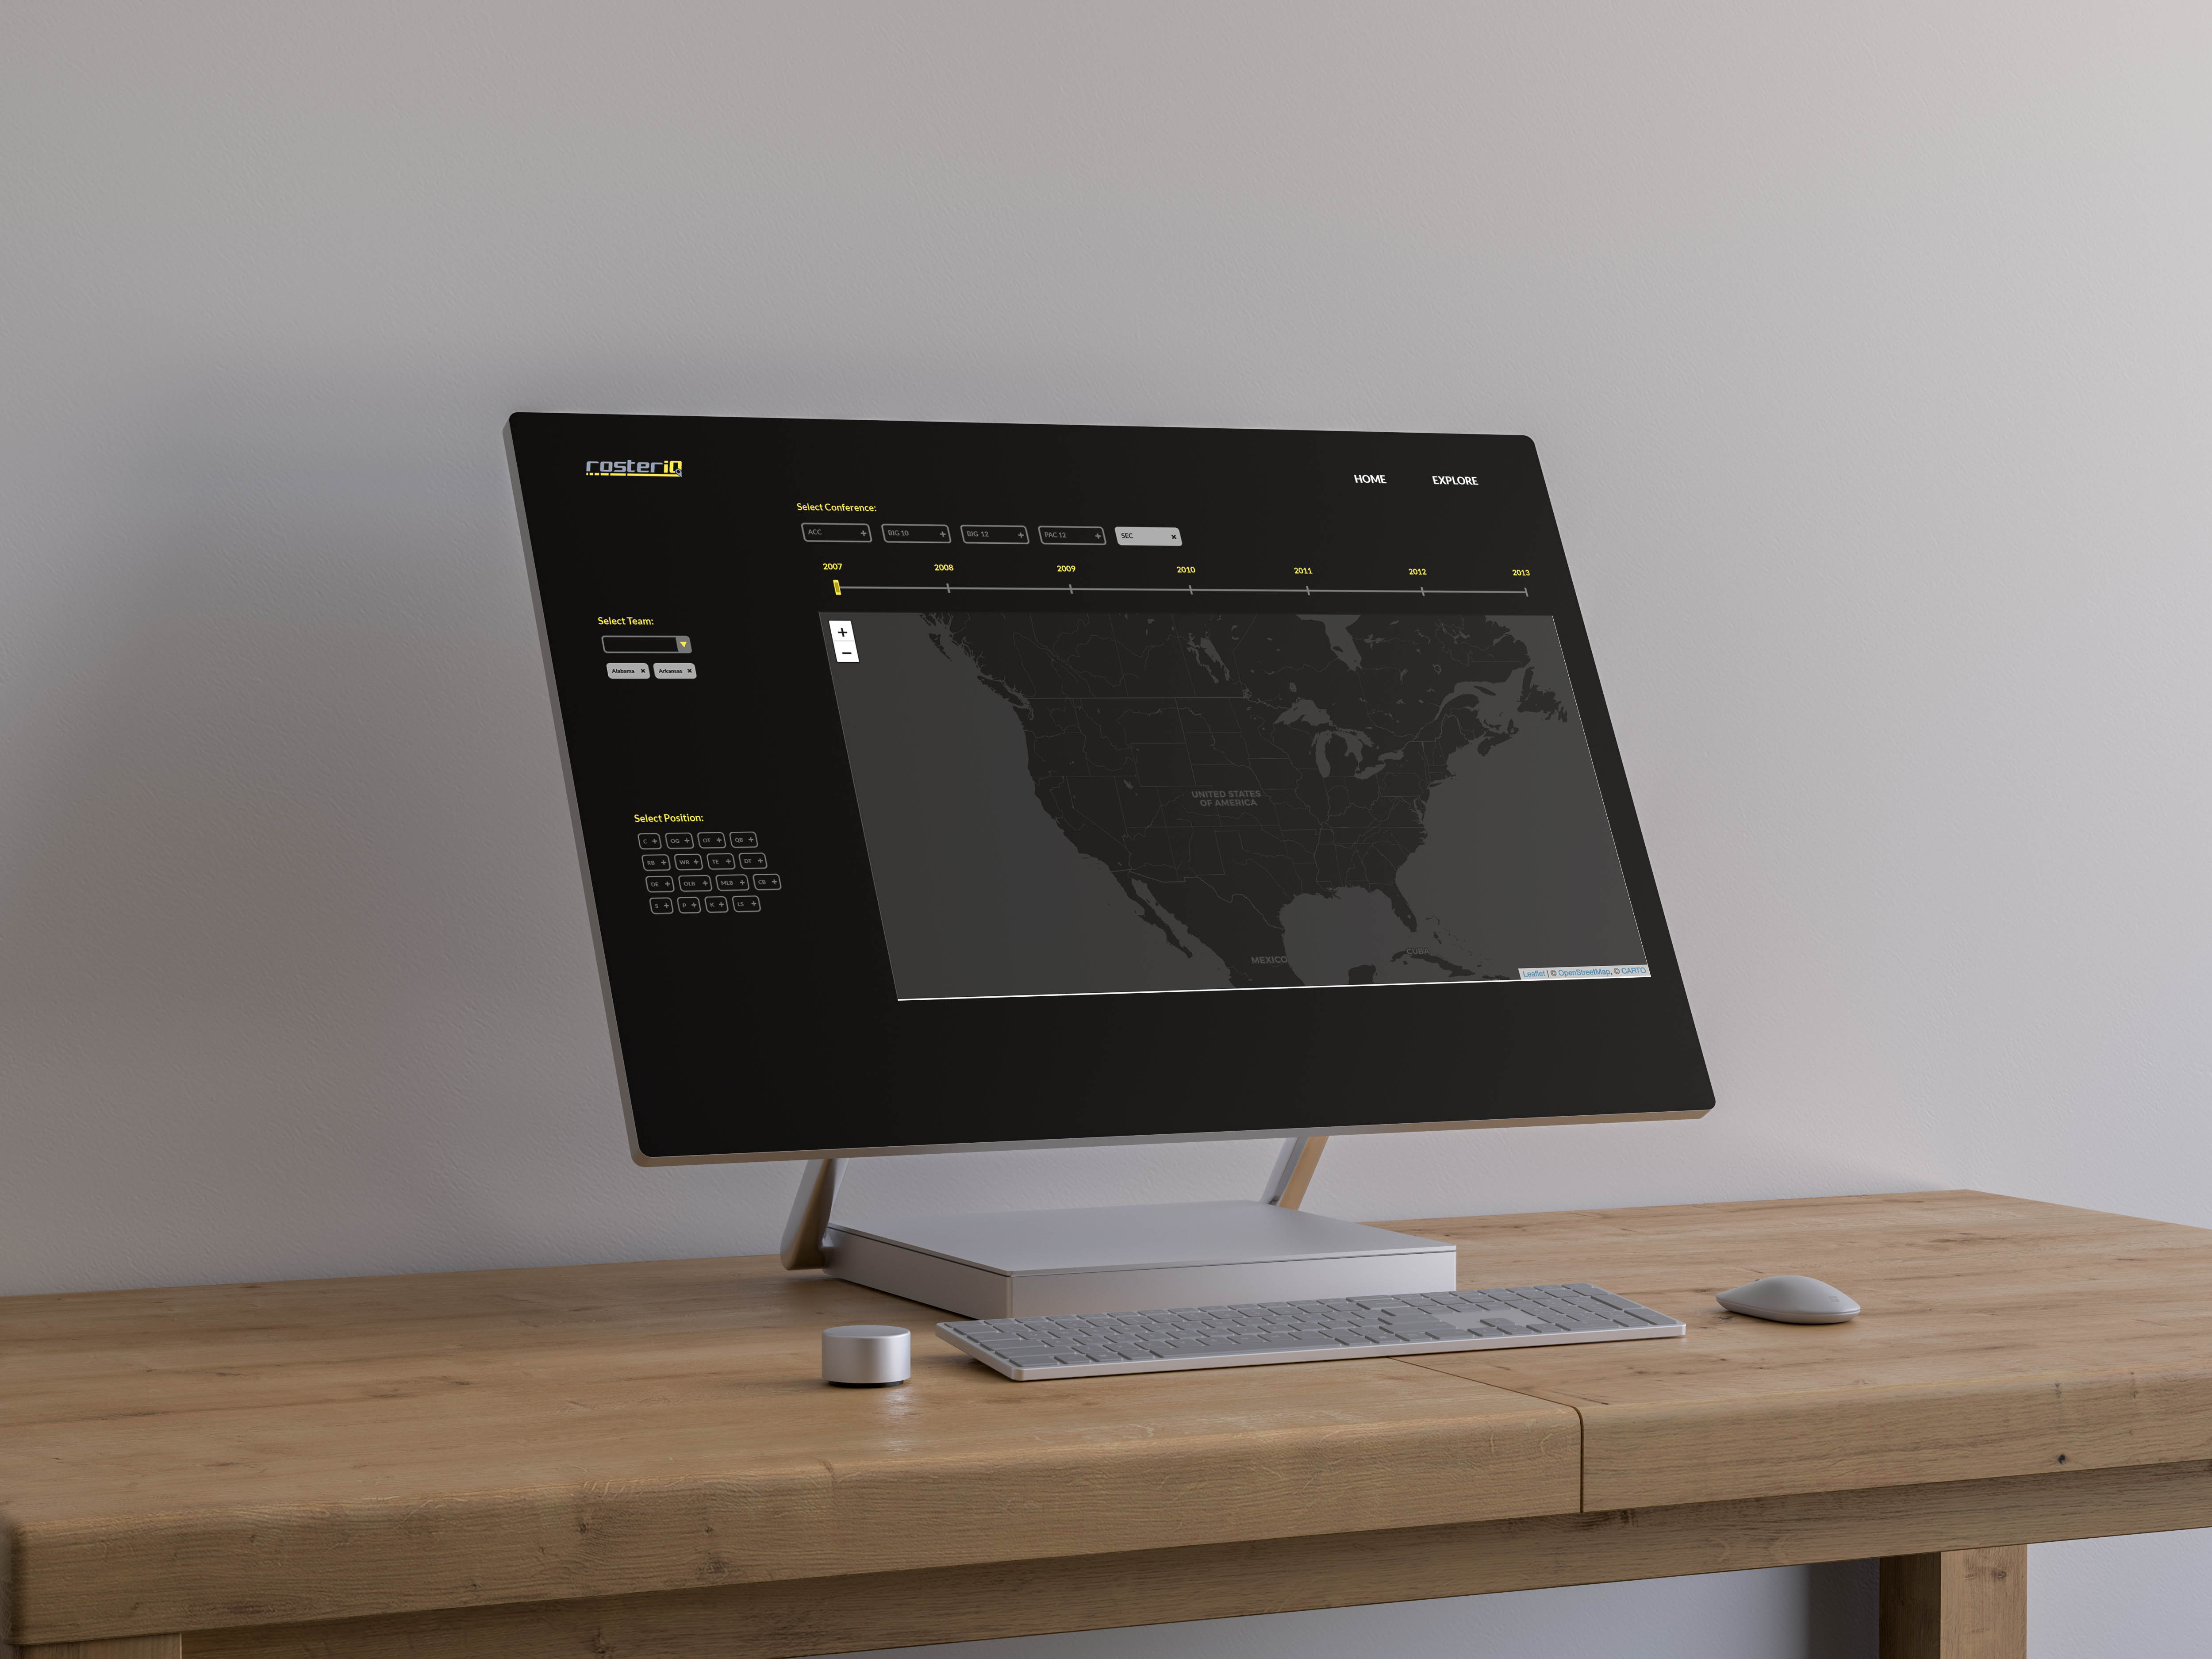 rosteriQ
HOME EXPLORE
Select Conference:
ACC + BIG 10 + BIG 12 + PAC 12 + SEC ×
2007 2008 2009 2010 2011 2012 2013
Select Team:
Alabama × Arkansas ×
+
−
UNITED STATES
OF AMERICA
MEXICO
CUBA
Leaflet | © OpenStreetMap, © CARTO
Select Position:
C + OG + OT + QB +
RB + WR + TE + DT +
DE + OLB + MLB + CB +
S + P + K + LS +